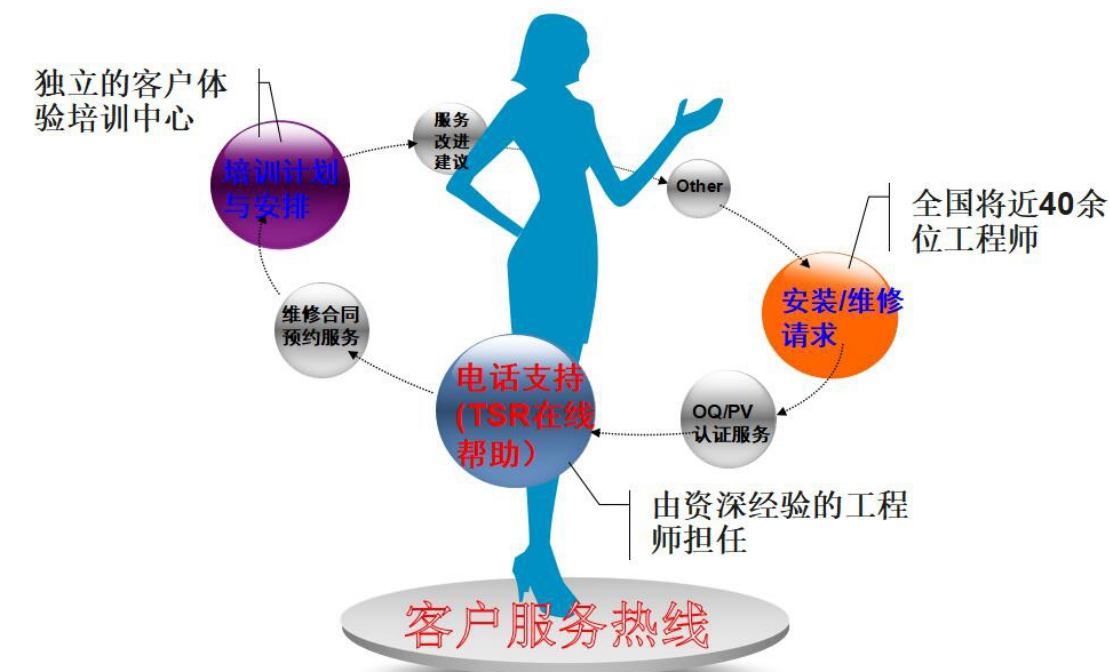 独立的客户体
验培训中心
服务
改进
建议
培训计划
与安排
Other
全国将近40余
位工程师
安装/维修
请求
维修合同
预约服务
电话支持
(TSR在线
帮助）
OQ/PV
认证服务
由资深经验的工程
师担任
客户服务热线